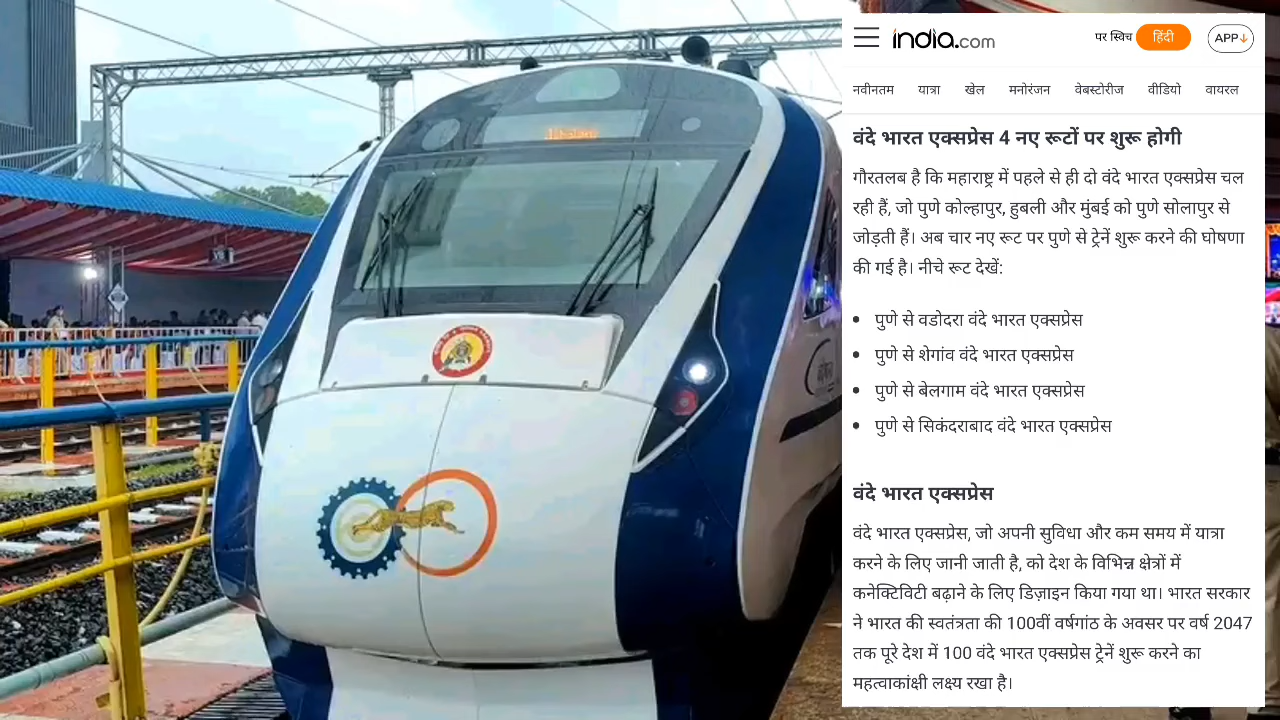 india.com
पर स्विच
हिंदी
APP↓
नवीनतम यात्रा खेल मनोरंजन वेबस्टोरीज वीडियो वायरल
वंदे भारत एक्सप्रेस 4 नए रूटों पर शुरू होगी
गौरतलब है कि महाराष्ट्र में पहले से ही दो वंदे भारत एक्सप्रेस चल
रही हैं, जो पुणे कोल्हापुर, हुबली और मुंबई को पुणे सोलापुर से
जोड़ती हैं। अब चार नए रूट पर पुणे से ट्रेनें शुरू करने की घोषणा
की गई है। नीचे रूट देखें:
• पुणे से वडोदरा वंदे भारत एक्सप्रेस
• पुणे से शेगांव वंदे भारत एक्सप्रेस
• पुणे से बेलगाम वंदे भारत एक्सप्रेस
• पुणे से सिकंदराबाद वंदे भारत एक्सप्रेस
वंदे भारत एक्सप्रेस
वंदे भारत एक्सप्रेस, जो अपनी सुविधा और कम समय में यात्रा
करने के लिए जानी जाती है, को देश के विभिन्न क्षेत्रों में
कनेक्टिविटी बढ़ाने के लिए डिज़ाइन किया गया था। भारत सरकार
ने भारत की स्वतंत्रता की 100वीं वर्षगांठ के अवसर पर वर्ष 2047
तक पूरे देश में 100 वंदे भारत एक्सप्रेस ट्रेनें शुरू करने का
महत्वाकांक्षी लक्ष्य रखा है।